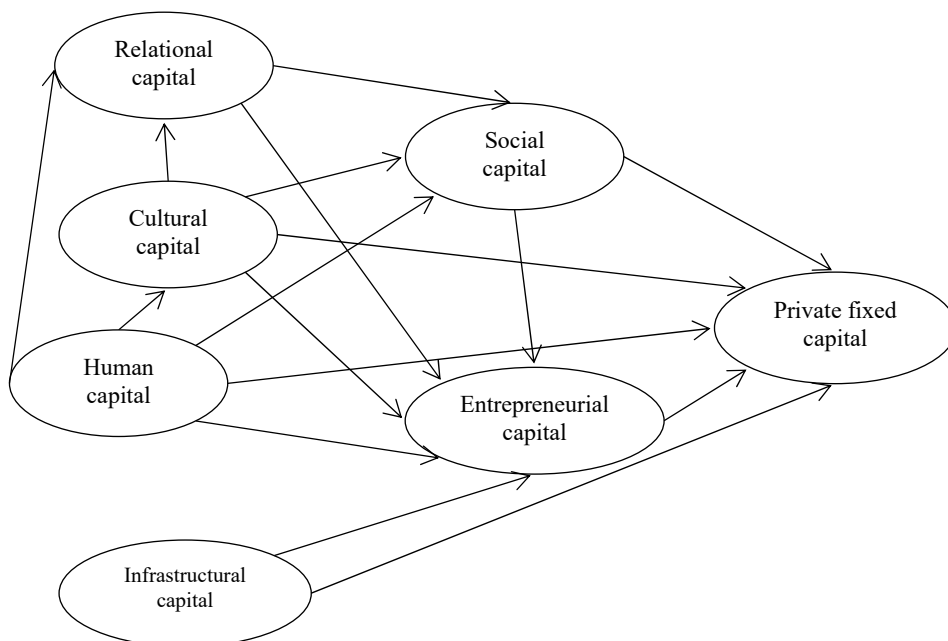 Relational
capital
Social
capital
Cultural
capital
Private fixed
capital
Human
capital
Entrepreneurial
capital
Infrastructural
capital